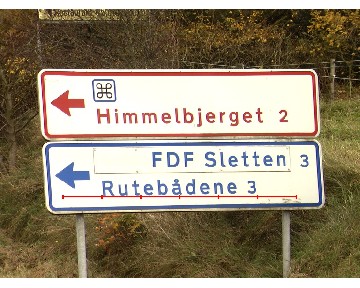 Himmelbjerget 2
FDF Sletten 3
Rutebådene 3